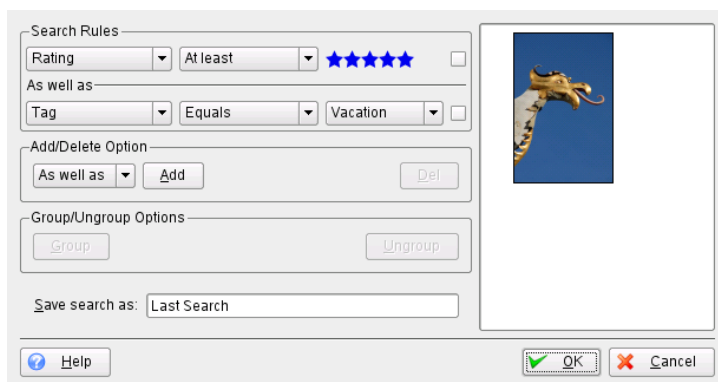 Search Rules
Rating At least
As well as
Tag Equals Vacation
Add/Delete Option
As well as Add Del
Group/Ungroup Options
Group Ungroup
Save search as: Last Search
Help OK Cancel